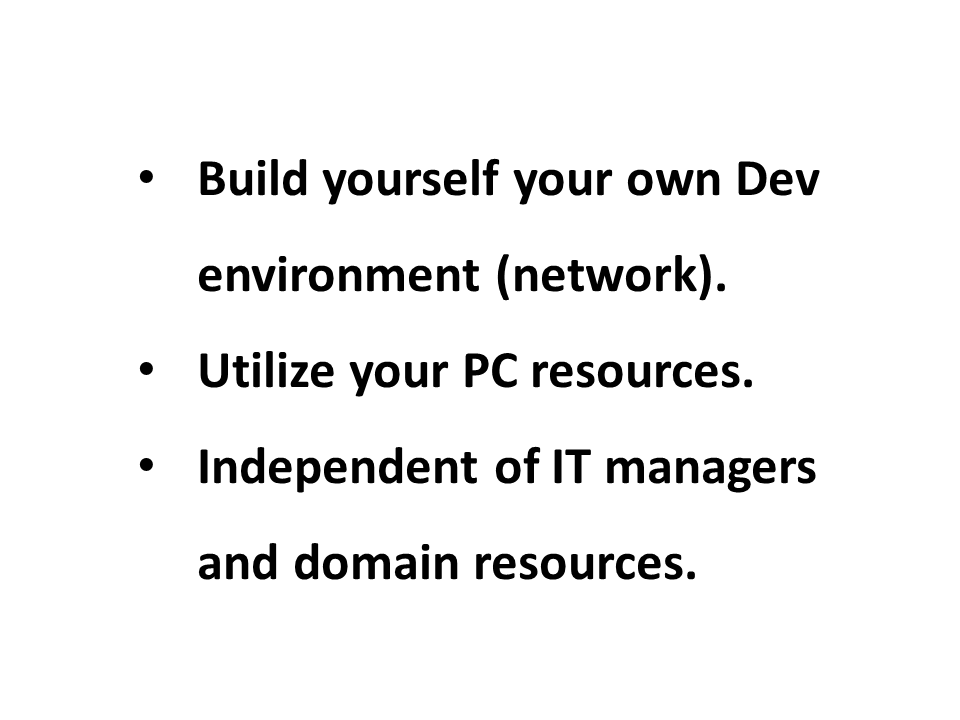 • Build yourself your own Dev
environment (network).
• Utilize your PC resources.
• Independent of IT managers
and domain resources.